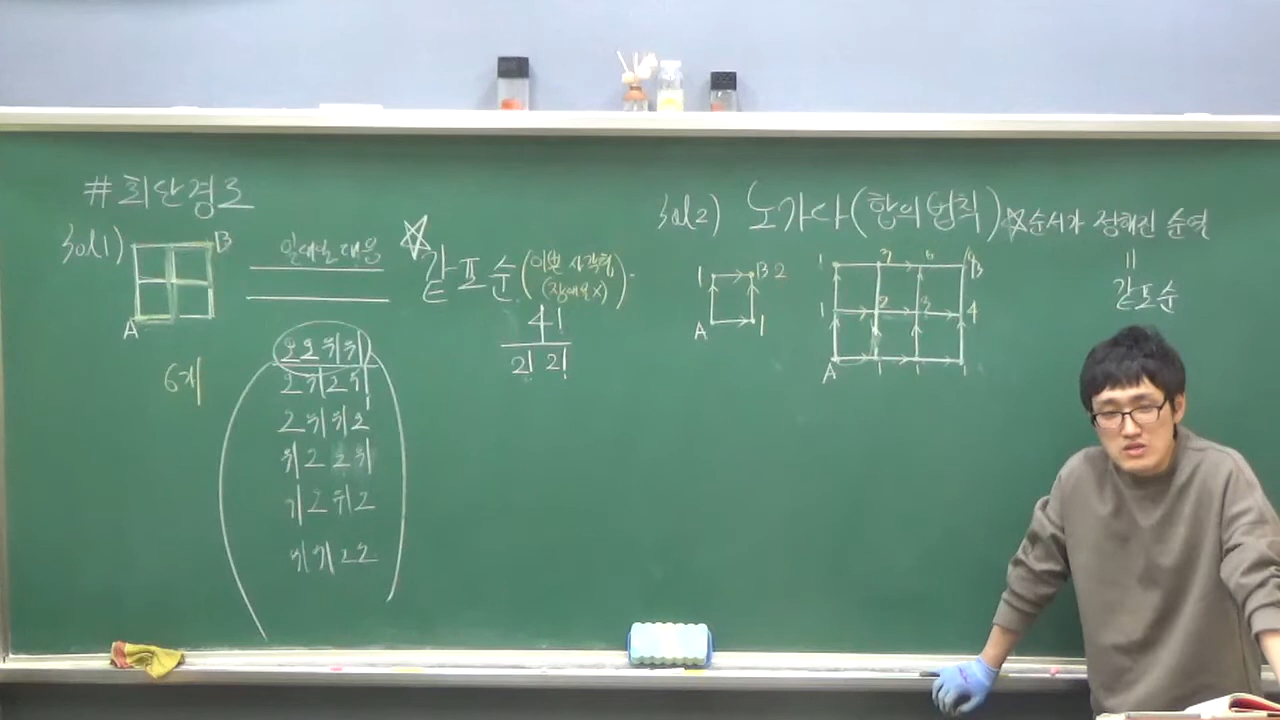 #최단경로
sol1)
B
A
6개
일대일 대응
오오위위
오위오위
오위위오
위오오위
위오위오
위위오오
☆같포순(이쁜 사각형)
(장애물X)
4!
2! 2!
sol2) 노가다(합의 법칙)
1 B 2
A 1
1 3 6 B
1 2 3 4
A 1 1 1
☆순서가 정해진 순열
=
같포순